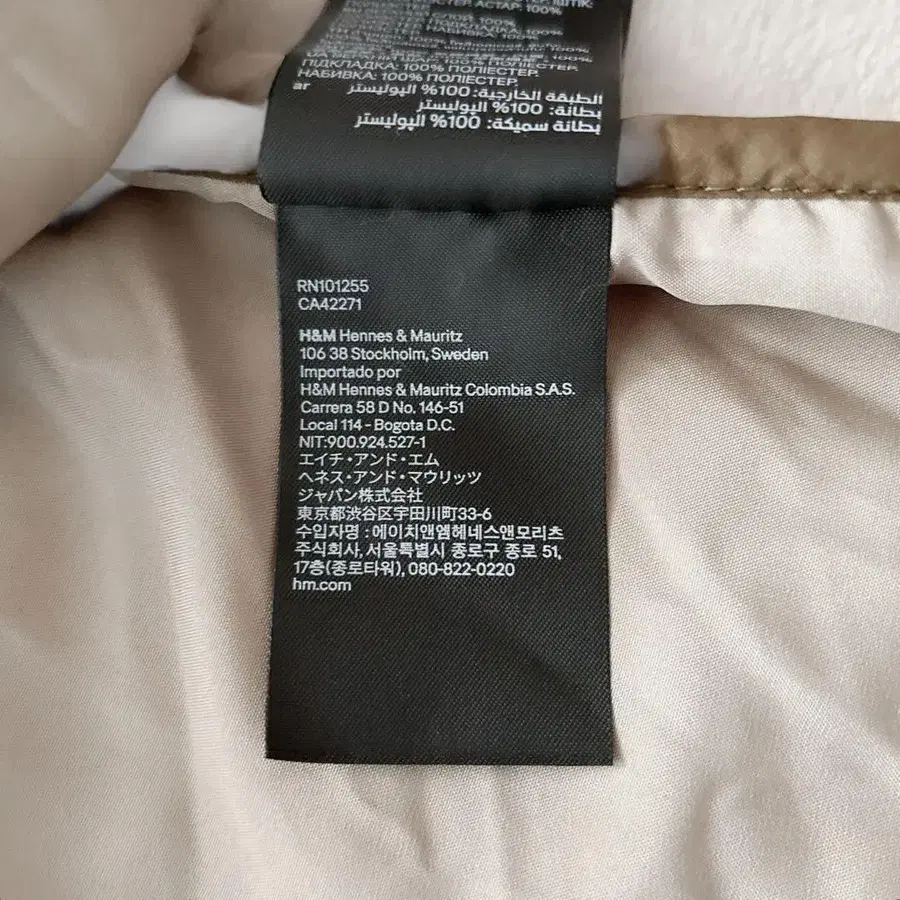 ПІДКЛАДКА: 100% ПОЛІЕСТЕР.
НАБИВКА: 100% ПОЛІЕСТЕР.
ar
الطبقة الخارجية: 100% البوليستر
بطانة: 100% البوليستر
بطانة سميكة: 100% البوليستر
RN101255
CA42271
H&M Hennes & Mauritz
106 38 Stockholm, Sweden
Importado por
H&M Hennes & Mauritz Colombia S.A.S.
Carrera 58 D No. 146-51
Local 114 - Bogota D.C.
NIT:900.924.527-1
エイチ・アンド・エム
ヘネス・アンド・マウリッツ
ジャパン株式会社
東京都渋谷区宇田川町33-6
수입자명 : 에이치앤엠헤네스앤모리츠
주식회사, 서울특별시 종로구 종로 51,
17층(종로타워), 080-822-0220
hm.com